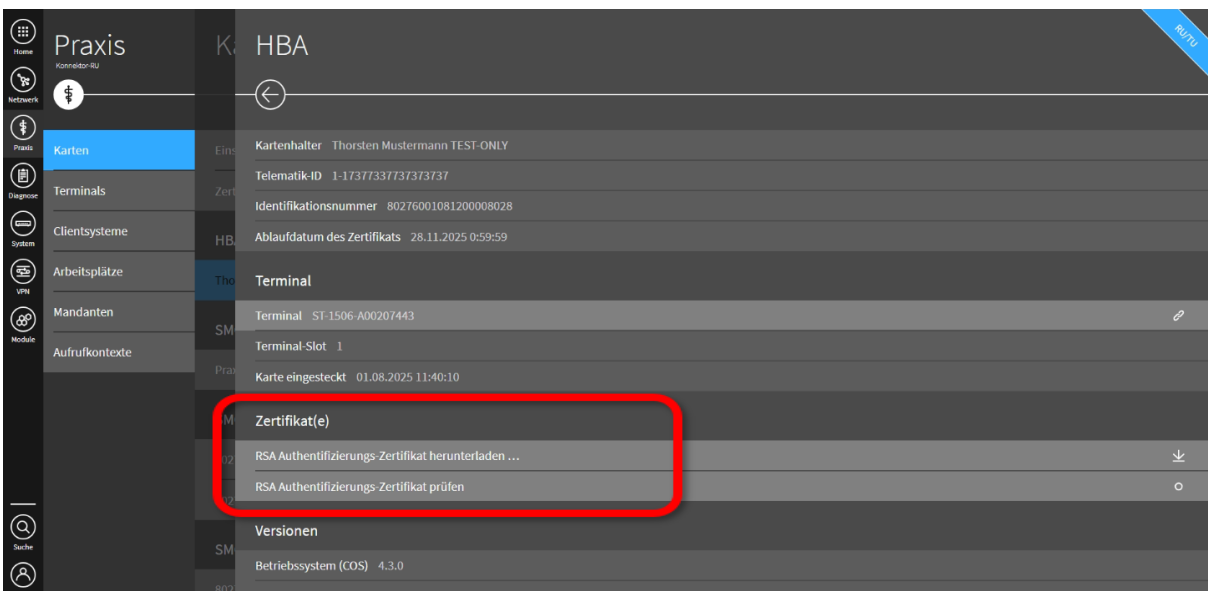 Home
Netzwerk
Praxis
Diagnose
System
VPN
Module
Suche
Praxis
Konnektor-RU
Karten
Terminals
Clientsysteme
Arbeitsplätze
Mandanten
Aufrufkontexte
HBA
RU/TU
Kartenhalter Thorsten Mustermann TEST-ONLY
Telematik-ID 1-17377337737373737
Identifikationsnummer 80276001081200008028
Ablaufdatum des Zertifikats 28.11.2025 0:59:59
Terminal
Terminal ST-1506-A00207443
Terminal-Slot 1
Karte eingesteckt 01.08.2025 11:40:10
Zertifikat(e)
RSA Authentifizierungs-Zertifikat herunterladen ...
RSA Authentifizierungs-Zertifikat prüfen
Versionen
Betriebssystem (COS) 4.3.0